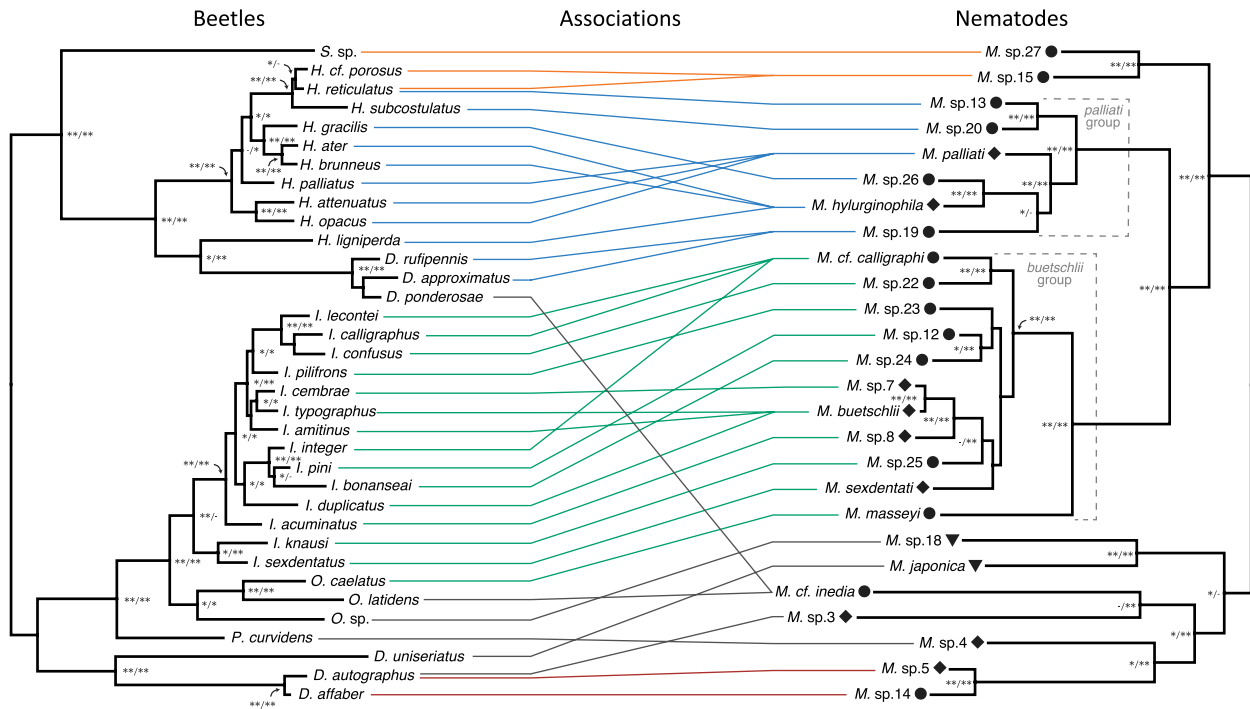 Beetles
Associations
Nematodes
S. sp.
H. cf. porosus
H. reticulatus
H. subcostulatus
H. gracilis
H. ater
H. brunneus
H. palliatus
H. attenuatus
H. opacus
H. ligniperda
D. rufipennis
D. approximatus
D. ponderosae
I. lecontei
I. calligraphus
I. confusus
I. pilifrons
I. cembrae
I. typographus
I. amitinus
I. integer
I. pini
I. bonanseai
I. duplicatus
I. acuminatus
I. knausi
I. sexdentatus
O. caelatus
O. latidens
O. sp.
P. curvidens
D. uniseriatus
D. autographus
D. affaber
*/-
**/**
**/**
*/*
**/**
-/*
**/**
**/**
**/**
**/**
*/**
**/**
**/**
*/*
*/**
*/*
*/*
**/**
*/-
*/*
**/**
**/-
*/**
**/**
**/**
*/*
**/**
**/**
**/**
M. sp.27
M. sp.15
M. sp.13
M. sp.20
M. palliati
M. sp.26
M. hylurginophila
M. sp.19
M. cf. calligraphi
M. sp.22
M. sp.23
M. sp.12
M. sp.24
M. sp.7
M. buetschlii
M. sp.8
M. sp.25
M. sexdentati
M. masseyi
M. sp.18
M. japonica
M. cf. inedia
M. sp.3
M. sp.4
M. sp.5
M. sp.14
**/**
palliati
group
**/**
**/**
**/**
**/**
**/**
*/-
buetschlii
group
**/**
**/**
**/**
*/**
**/**
**/**
**/**
-/**
**/**
*/-
-/**
*/**
*/**
**/**